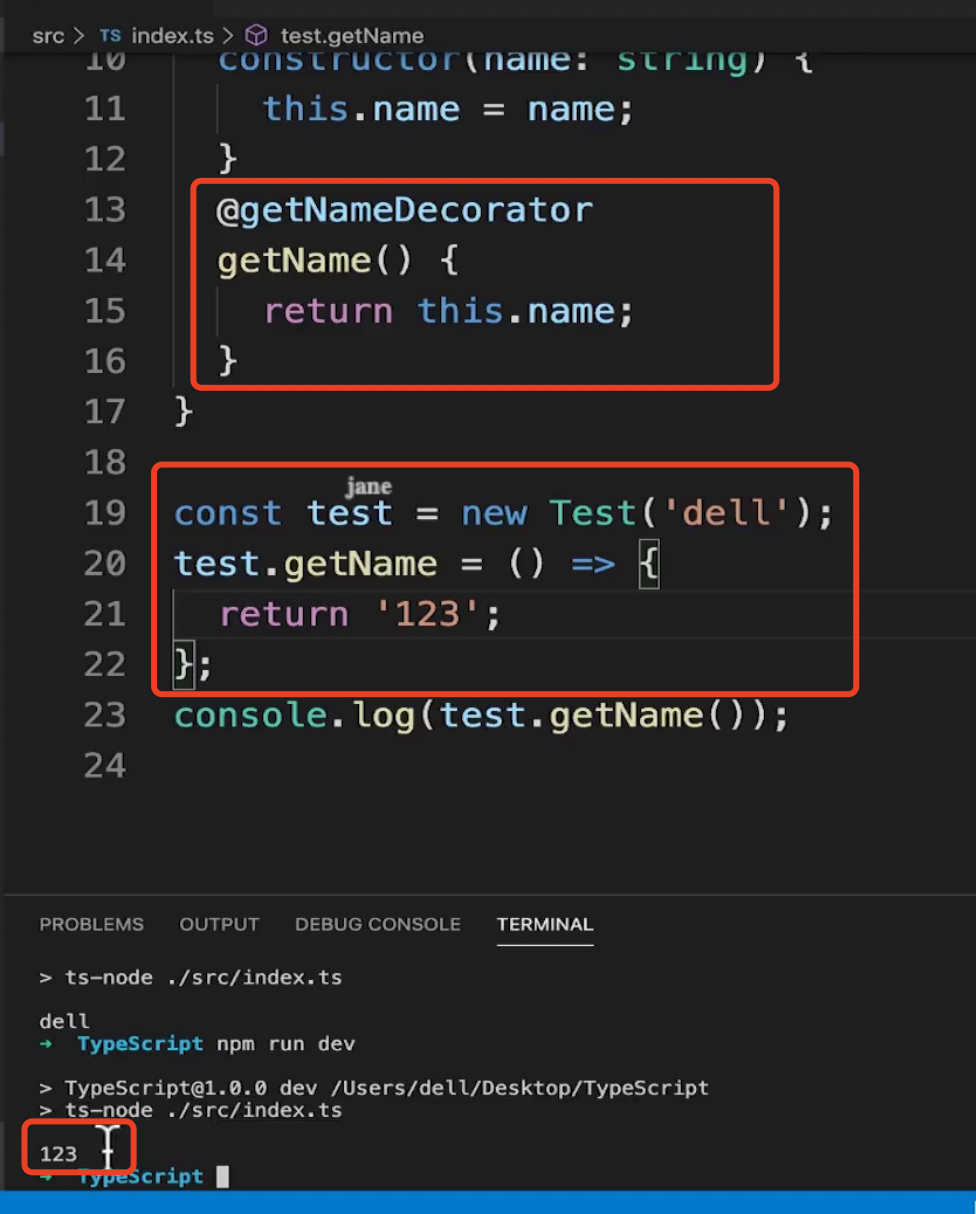 src > TS index.ts > test.getName
10 constructor(name: string) {
11 this.name = name;
12 }
13 @getNameDecorator
14 getName() {
15 return this.name;
16 }
17 }
18
jane
19 const test = new Test('dell');
20 test.getName = () => {
21 return '123';
22 };
23 console.log(test.getName());
24
PROBLEMS OUTPUT DEBUG CONSOLE TERMINAL
> ts-node ./src/index.ts
dell
→ TypeScript npm run dev
> TypeScript@1.0.0 dev /Users/dell/Desktop/TypeScript
> ts-node ./src/index.ts
123
→ TypeScript